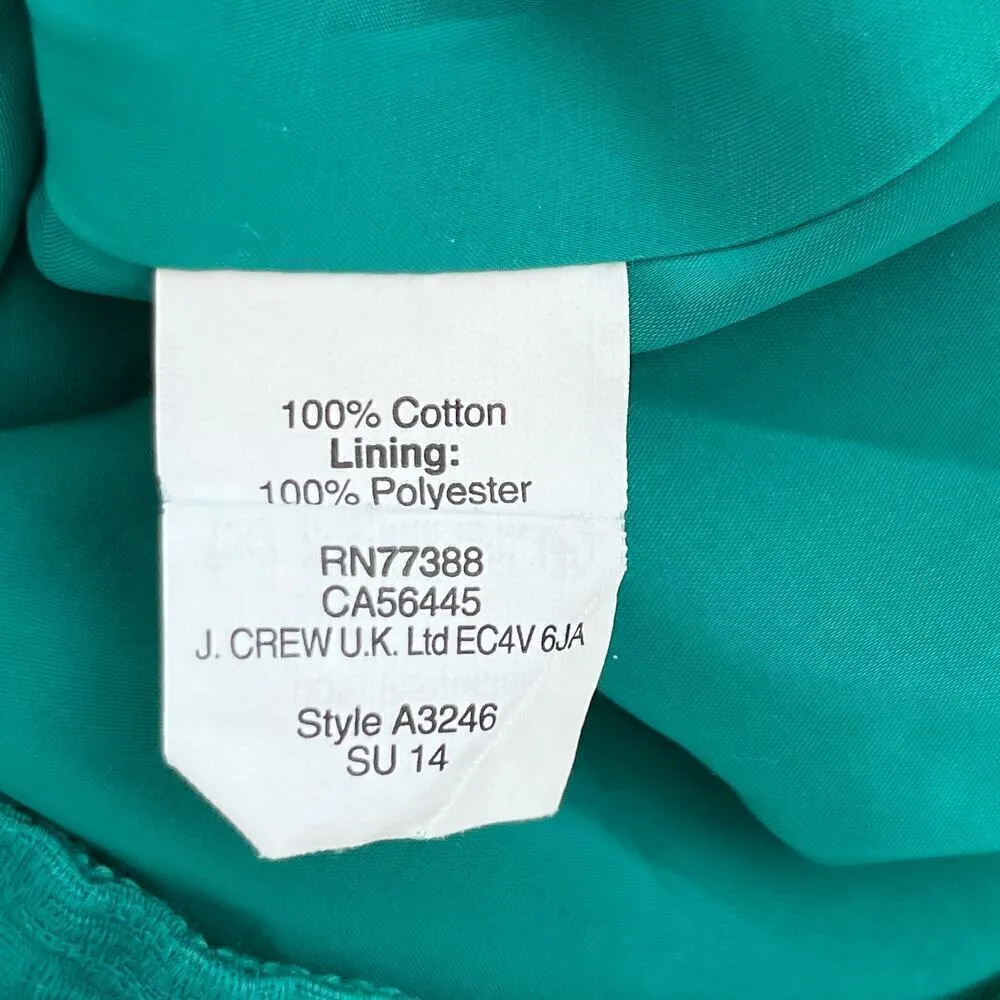 100% Cotton
Lining:
100% Polyester
RN77388
CA56445
J. CREW U.K. Ltd EC4V 6JA
Style A3246
SU 14